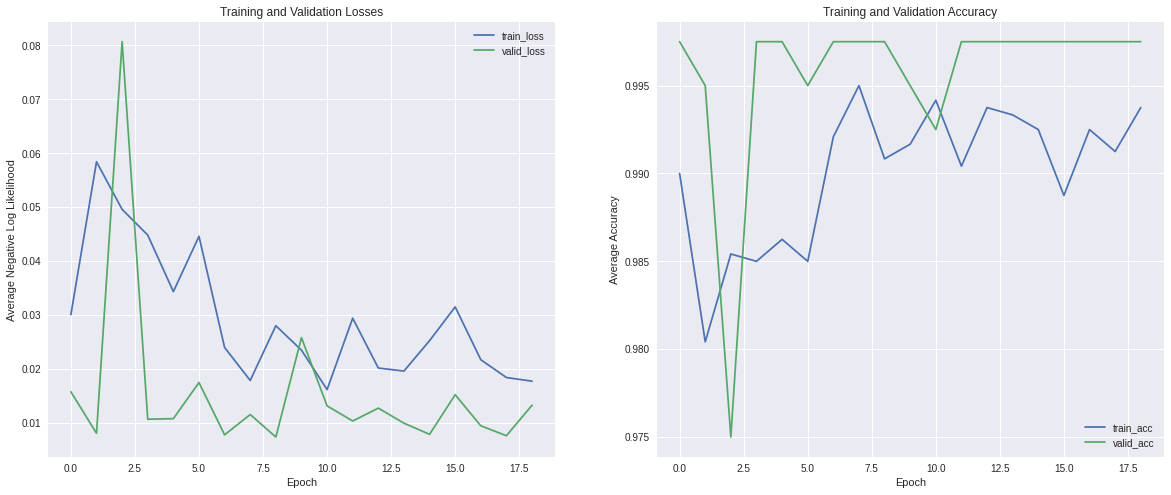 Training and Validation Losses
train_loss
valid_loss
0.08
0.07
0.06
0.05
0.04
0.03
0.02
0.01
Average Negative Log Likelihood
0.0 2.5 5.0 7.5 10.0 12.5 15.0 17.5
Epoch
Training and Validation Accuracy
0.995
0.990
0.985
0.980
0.975
Average Accuracy
train_acc
valid_acc
0.0 2.5 5.0 7.5 10.0 12.5 15.0 17.5
Epoch